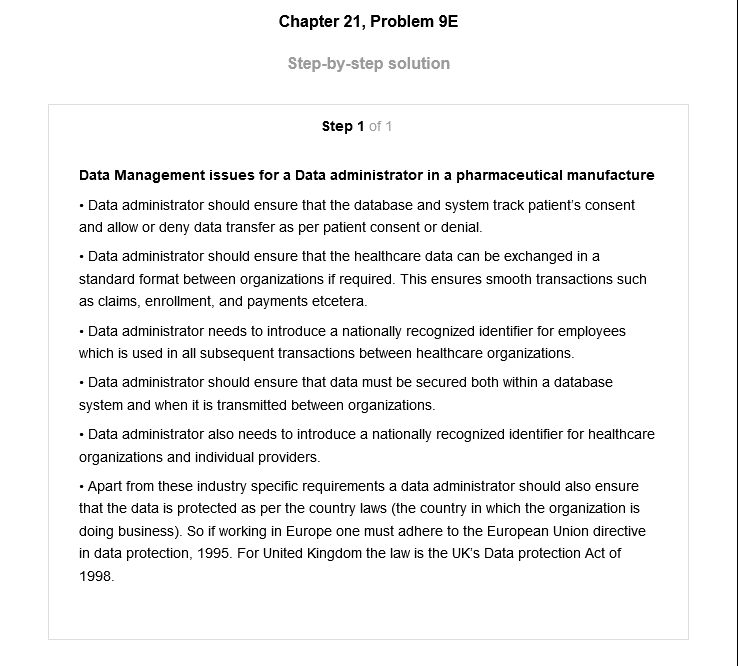 Chapter 21, Problem 9E
Step-by-step solution
Step 1 of 1
Data Management issues for a Data administrator in a pharmaceutical manufacture
• Data administrator should ensure that the database and system track patient's consent
and allow or deny data transfer as per patient consent or denial.
• Data administrator should ensure that the healthcare data can be exchanged in a
standard format between organizations if required. This ensures smooth transactions such
as claims, enrollment, and payments etcetera.
• Data administrator needs to introduce a nationally recognized identifier for employees
which is used in all subsequent transactions between healthcare organizations.
• Data administrator should ensure that data must be secured both within a database
system and when it is transmitted between organizations.
• Data administrator also needs to introduce a nationally recognized identifier for healthcare
organizations and individual providers.
• Apart from these industry specific requirements a data administrator should also ensure
that the data is protected as per the country laws (the country in which the organization is
doing business). So if working in Europe one must adhere to the European Union directive
in data protection, 1995. For United Kingdom the law is the UK's Data protection Act of
1998.